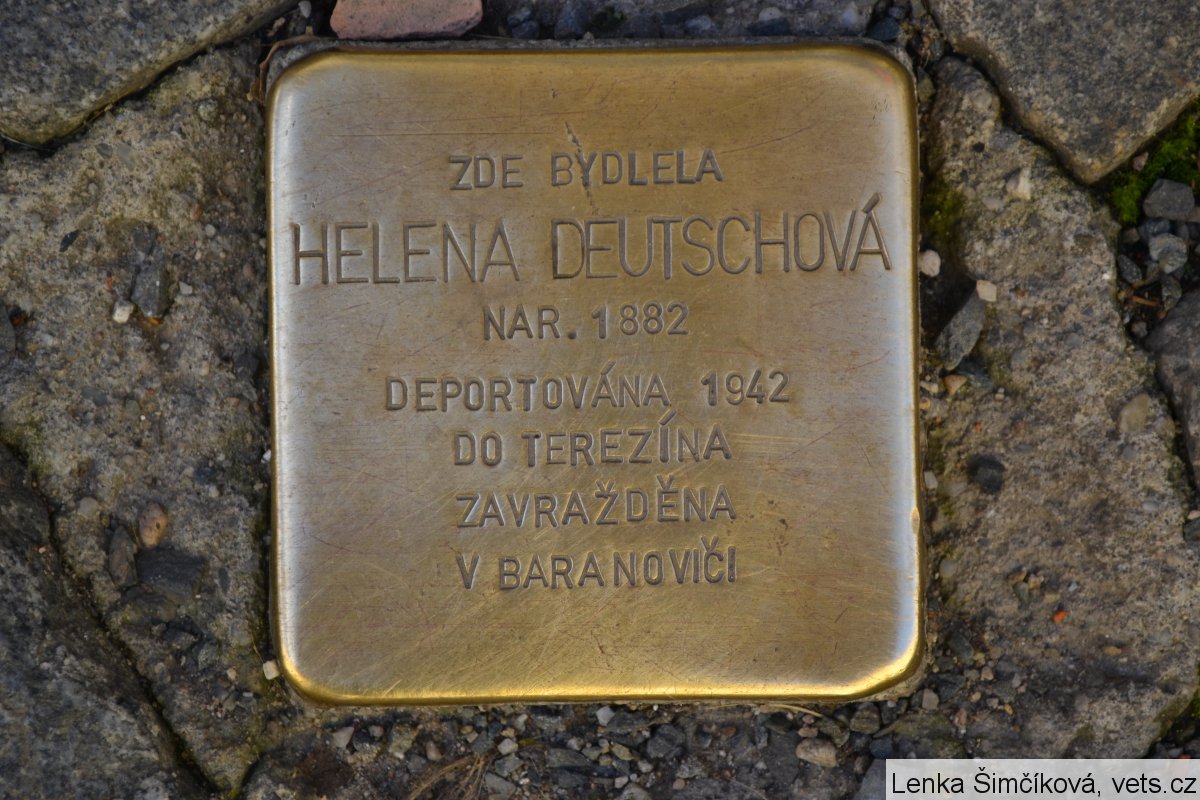 ZDE BYDLELA
HELENA DEUTSCHOVÁ
NAR. 1882
DEPORTOVÁNA 1942
DO TEREZÍNA
ZAVRAŽDĚNA
V BARANOVIČI
Lenka Šimčíková, vets.cz